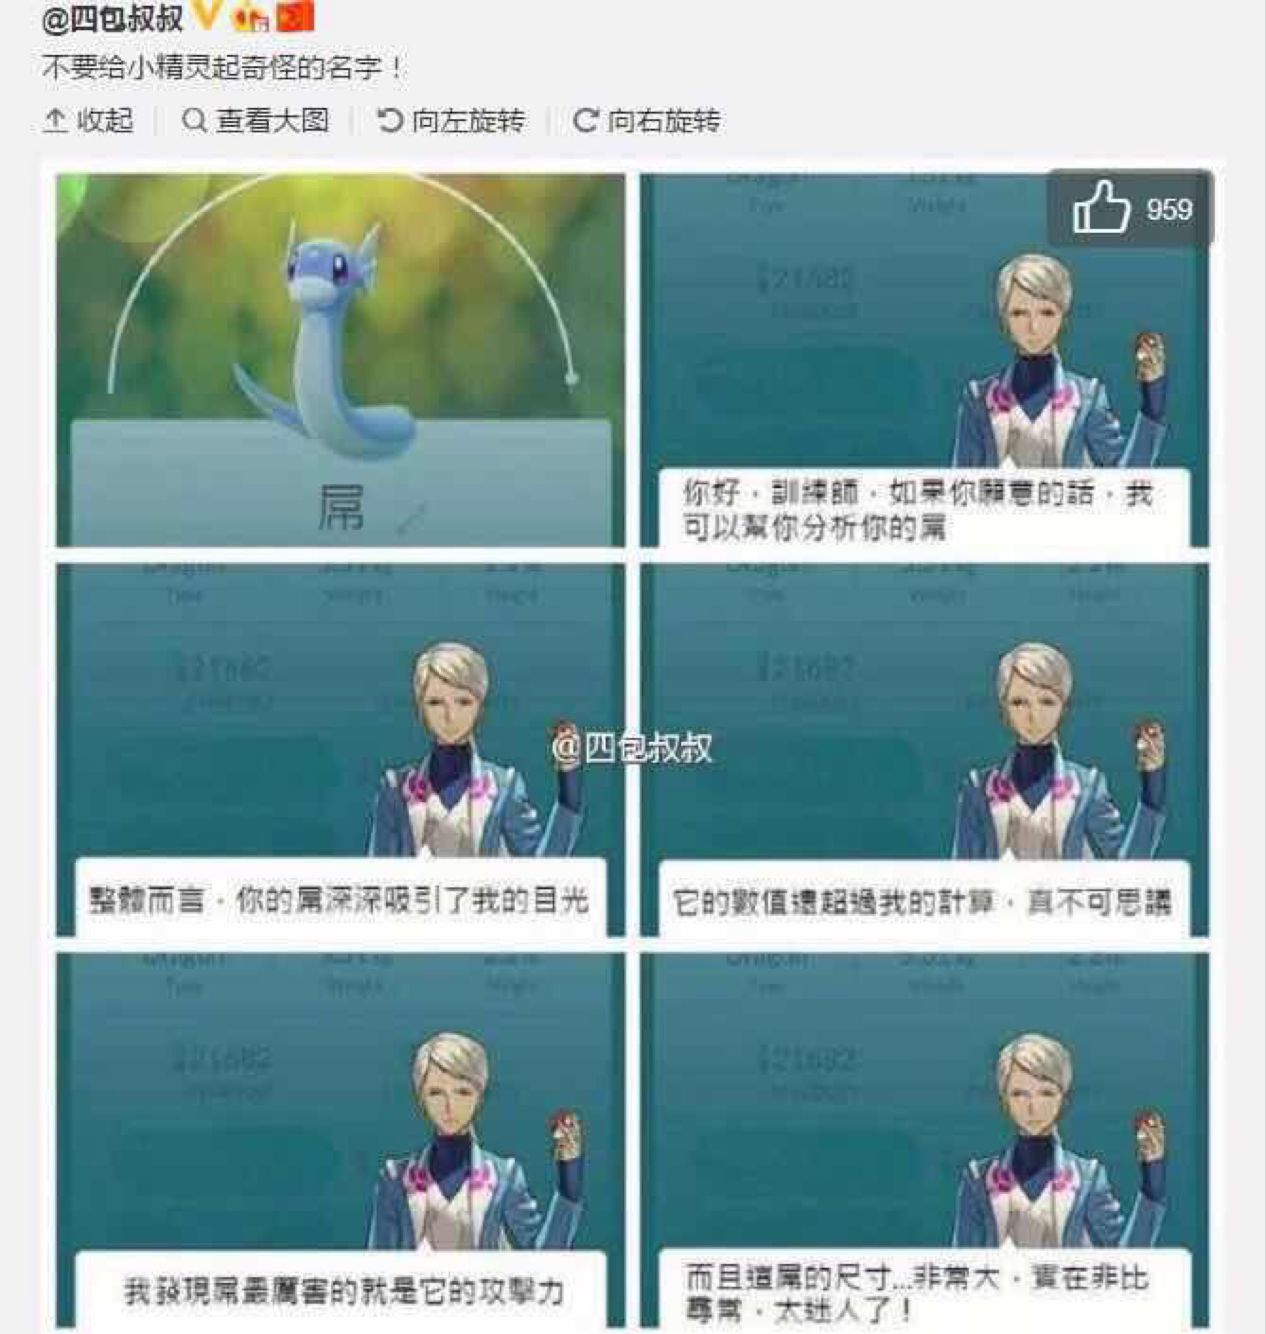 @四包叔叔
不要给小精灵起奇怪的名字！
收起
查看大图
向左旋转
向右旋转
959
屌
你好，訓練師，如果你願意的話，我
可以幫你分析你的屌
整體而言，你的屌深深吸引了我的目光
它的數值遠超過我的計算，真不可思議
@四包叔叔
我發現屌最厲害的就是它的攻擊力
而且這屌的尺寸...非常大，實在非比
尋常，太迷人了！